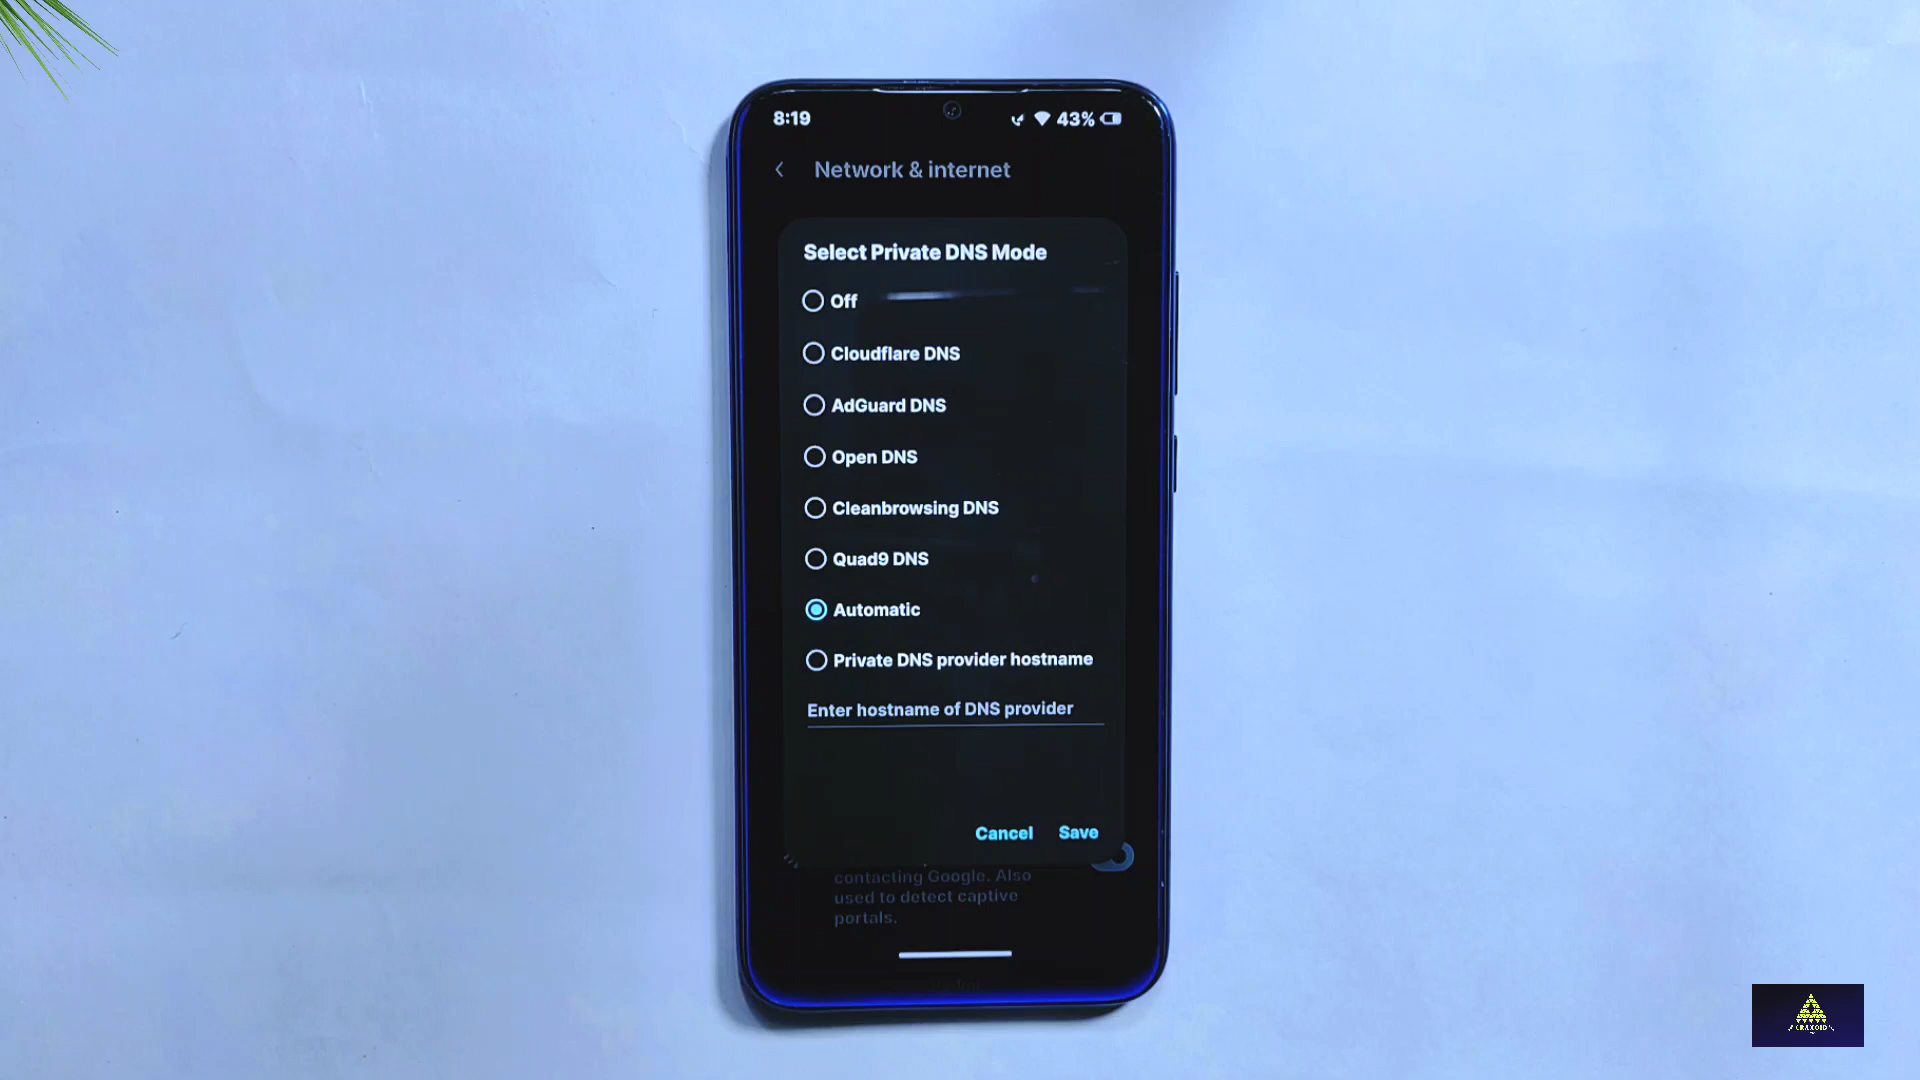 8:19
43%
Network & internet
Select Private DNS Mode
Off
Cloudflare DNS
AdGuard DNS
Open DNS
Cleanbrowsing DNS
Quad9 DNS
Automatic
Private DNS provider hostname
Enter hostname of DNS provider
Cancel Save
contacting Google. Also
used to detect captive
portals.
Redmi
CRAXOID